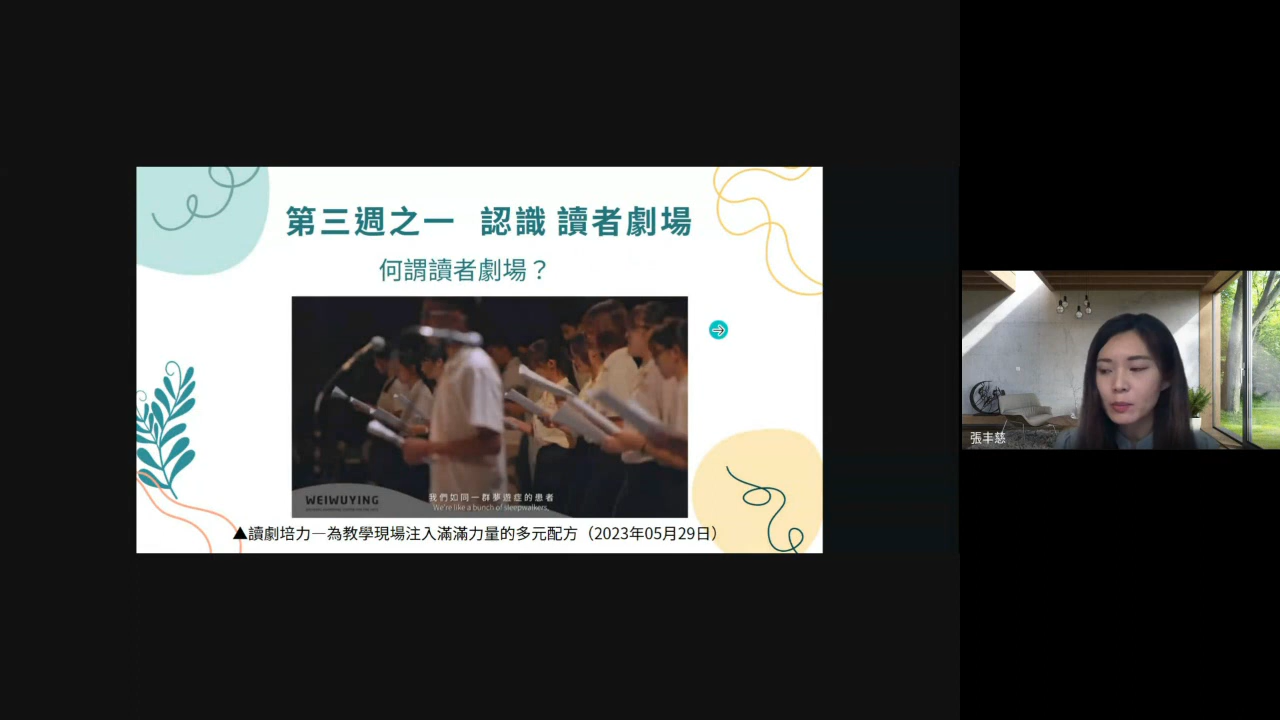 第三週之一 認識 讀者劇場
何謂讀者劇場？
WEIWUYING
我們如同一群夢遊症的患者
We're like a bunch of sleepwalkers.
▲讀劇培力—為教學現場注入滿滿力量的多元配方（2023年05月29日）
張丰慈